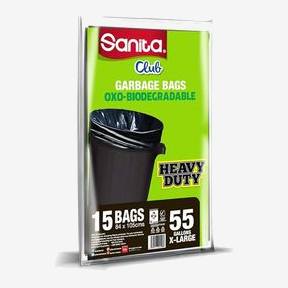 Sanita.
Club
GARBAGE BAGS
OXO-BIODEGRADABLE
HEAVY
DUTY
15 BAGS
84 x 105cms
55
GALLONS
X-LARGE